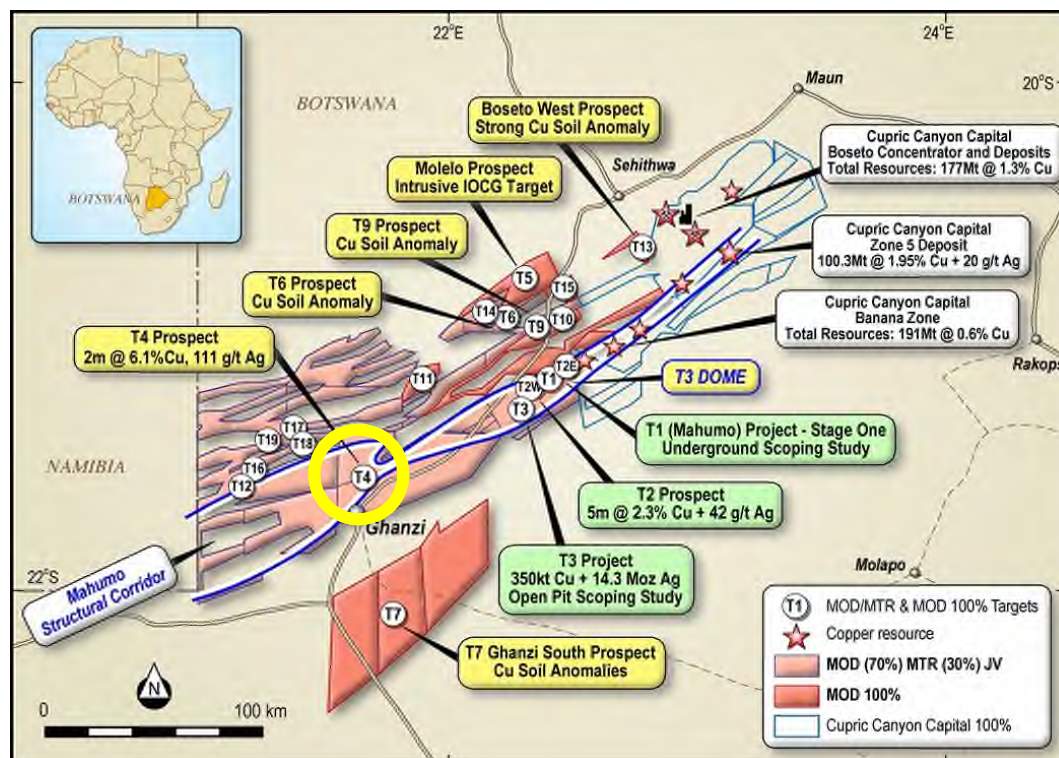 22°E
24°E
20°S
BOTSWANA
Maun
Boseto West Prospect
Strong Cu Soil Anomaly
Sehithwa
Cupric Canyon Capital
Boseto Concentrator and Deposits
Total Resources: 177Mt @ 1.3% Cu
Molelo Prospect
Intrusive IOCG Target
BOTSWANA
T9 Prospect
Cu Soil Anomaly
T13
Cupric Canyon Capital
Zone 5 Deposit
100.3Mt @ 1.95% Cu + 20 g/t Ag
T6 Prospect
Cu Soil Anomaly
T5
T15
T14
T6
T9
T10
Cupric Canyon Capital
Banana Zone
Total Resources: 191Mt @ 0.6% Cu
T4 Prospect
2m @ 6.1%Cu, 111 g/t Ag
Rakops
T11
T2E
T1
T2W
T3
T3 DOME
T1 (Mahumo) Project - Stage One
Underground Scoping Study
T17
T19
T18
NAMIBIA
T16
T12
T4
T2 Prospect
5m @ 2.3% Cu + 42 g/t Ag
Ghanzi
T3 Project
350kt Cu + 14.3 Moz Ag
Open Pit Scoping Study
Molapo
22°S
Mahumo
Structural Corridor
T7
T7 Ghanzi South Prospect
Cu Soil Anomalies
T1 MOD/MTR & MOD 100% Targets
Copper resource
MOD (70%) MTR (30%) JV
MOD 100%
Cupric Canyon Capital 100%
N
0 100 km